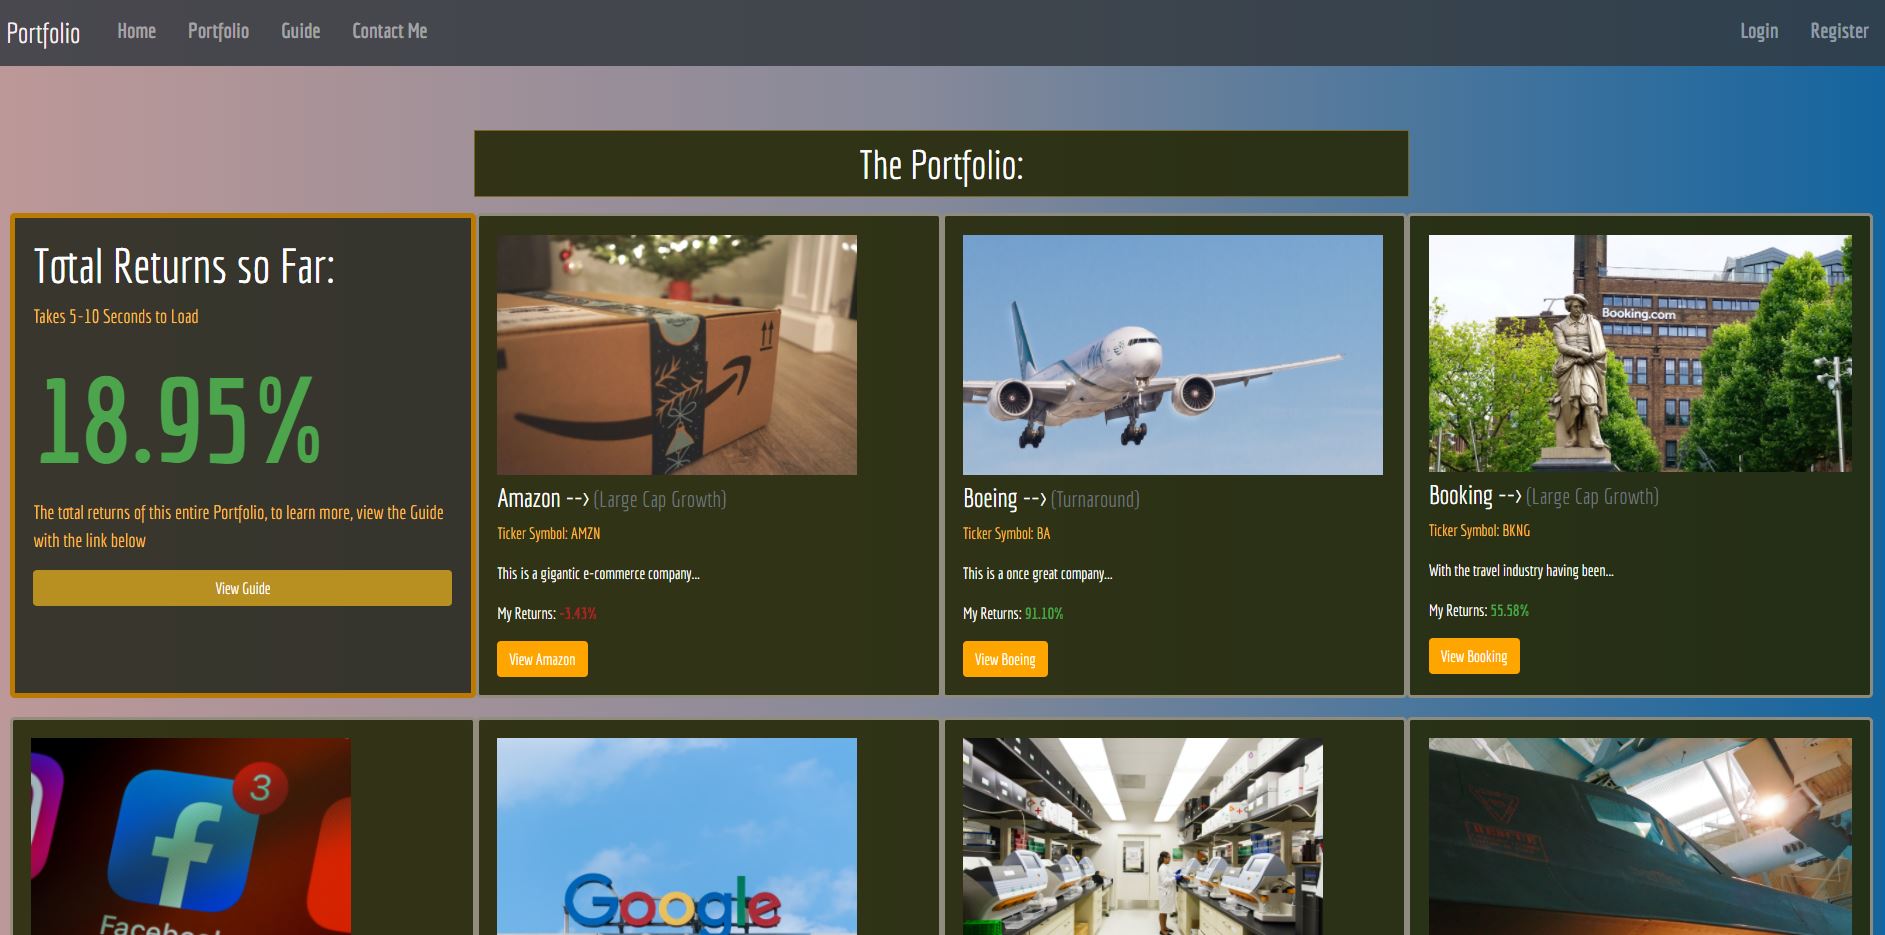 Portfolio Home Portfolio Guide Contact Me Login Register
The Portfolio:
Total Returns so Far:
Takes 5-10 Seconds to Load
18.95%
The total returns of this entire Portfolio, to learn more, view the Guide
with the link below
View Guide
Amazon --> (Large Cap Growth)
Ticker Symbol: AMZN
This is a gigantic e-commerce company...
My Returns: -3.43%
View Amazon
Boeing --> (Turnaround)
Ticker Symbol: BA
This is a once great company...
My Returns: 91.10%
View Boeing
Booking.com
Booking --> (Large Cap Growth)
Ticker Symbol: BKNG
With the travel industry having been...
My Returns: 55.58%
View Booking
3
Google
RESCUE